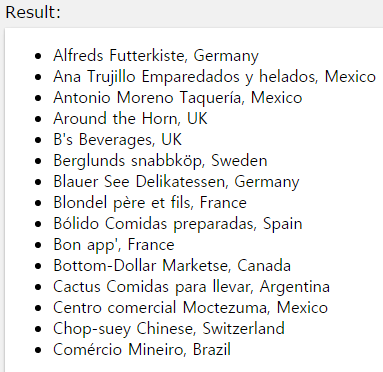 Result:
Alfreds Futterkiste, Germany
Ana Trujillo Emparedados y helados, Mexico
Antonio Moreno Taquería, Mexico
Around the Horn, UK
B's Beverages, UK
Berglunds snabbköp, Sweden
Blauer See Delikatessen, Germany
Blondel père et fils, France
Bólido Comidas preparadas, Spain
Bon app', France
Bottom-Dollar Marketse, Canada
Cactus Comidas para llevar, Argentina
Centro comercial Moctezuma, Mexico
Chop-suey Chinese, Switzerland
Comércio Mineiro, Brazil